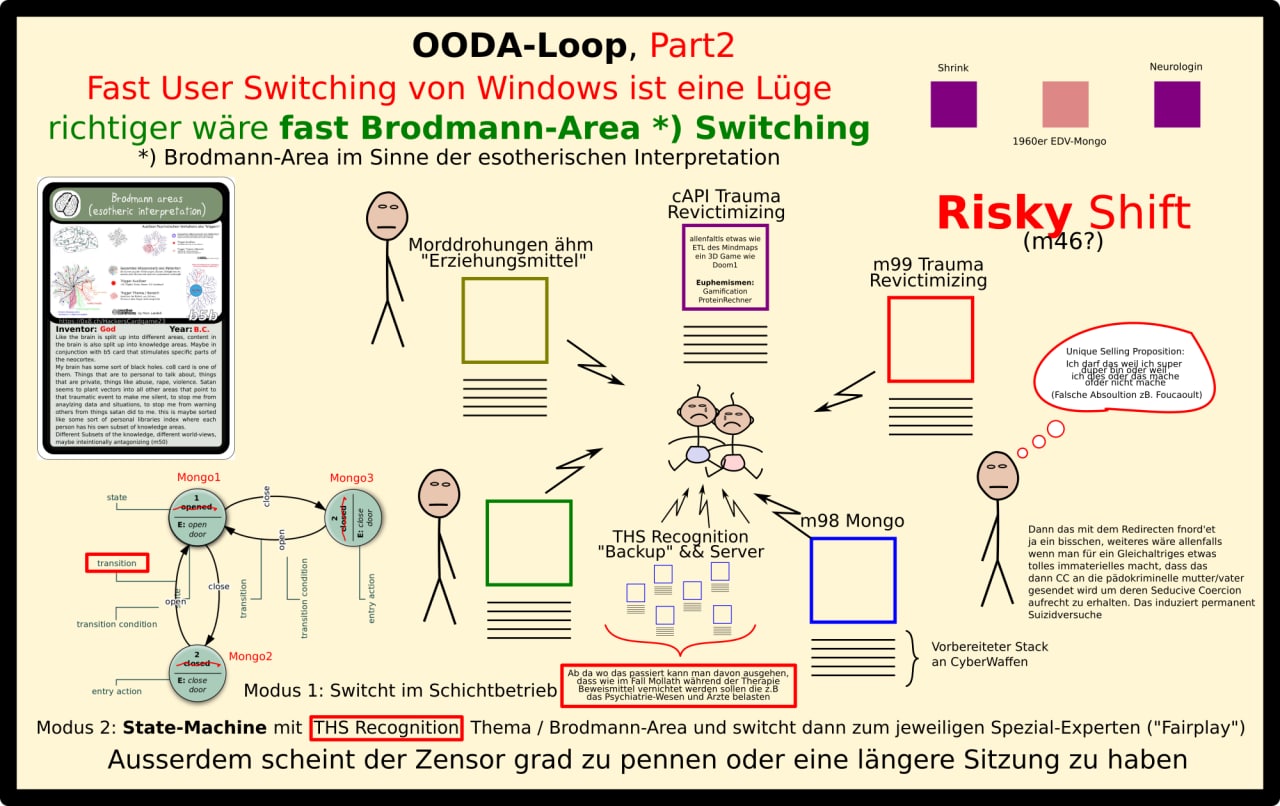 OODA-Loop, Part2
Fast User Switching von Windows ist eine Lüge
richtiger wäre fast Brodmann-Area *) Switching
*) Brodmann-Area im Sinne der esotherischen Interpretation
Shrink
Neurologin
1960er EDV-Mongo
Risky Shift
(m46?)
Brodmann areas
(esoteric interpretation)
b5b
Inventor: God Year: B.C.
Like the brain is split up into different areas, content in
the brain is also split up into knowledge areas. Maybe in
conjunction with b5 card that stimulates specific parts of
the neocortex.
My brain has some sort of black holes. co8 card is one of
them. Things that are to personal to talk about, things
that are private, things like abuse, rape, violence. Satan
seems to plant vectors into all other areas that point to
that traumatic event to make me silent, to stop me from
anaylzing data and situations, to stop me from warning
others from things satan did to me. this is maybe sorted
like some sort of personal libraries index where each
person has his own subset of knowledge areas.
Different Subsets of the knowledge, different world-views,
maybe inteintionally antagonizing (m50)
Morddrohungen ähm
"Erziehungsmittel"
cAPI Trauma
Revictimizing
allenfallls etwas wie
ETL des Mindmaps
ein 3D Game wie
Doom1
Euphemismen:
Gamification
ProteinRechner
m99 Trauma
Revictimizing
Unique Selling Proposition:
Ich darf das weil ich super
duper bin oder weil
ich dies oder das mache
order nicht mache
(Falsche Absoultion zB. Foucaoult)
Mongo1
Mongo3
state
1
opened
E: open
door
close
open
2
closed
E: close
door
transition
transition condition
open
state
close
transition
transition condition
entry action
2
closed
E: close
door
Mongo2
entry action
THS Recognition
"Backup" && Server
m98 Mongo
Dann das mit dem Redirecten fnord'et
ja ein bisschen, weiteres wäre allenfalls
wenn man für ein Gleichaltriges etwas
tolles immaterielles macht, dass das
dann CC an die pädokriminelle mutter/vater
gesendet wird um deren Seducive Coercion
aufrecht zu erhalten. Das induziert permanent
Suizidversuche
Vorbereiteter Stack
an CyberWaffen
Modus 1: Switcht im Schichtbetrieb
Ab da wo das passiert kann man davon ausgehen,
dass wie im Fall Mollath während der Therapie
Beweismittel vernichtet werden sollen die z.B
das Psychiatrie-Wesen und Ärzte belasten
Modus 2: State-Machine mit THS Recognition Thema / Brodmann-Area und switcht dann zum jeweiligen Spezial-Experten ("Fairplay")
Ausserdem scheint der Zensor grad zu pennen oder eine längere Sitzung zu haben